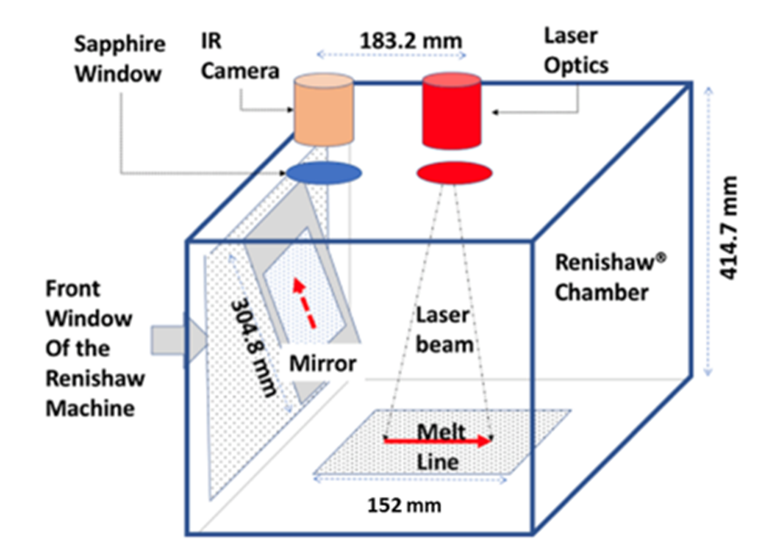 Sapphire
Window
IR
Camera
183.2 mm
Laser
Optics
414.7 mm
Renishaw®
Chamber
Front
Window
Of the
Renishaw
Machine
304.8 mm
Mirror
Laser
beam
Melt
Line
152 mm